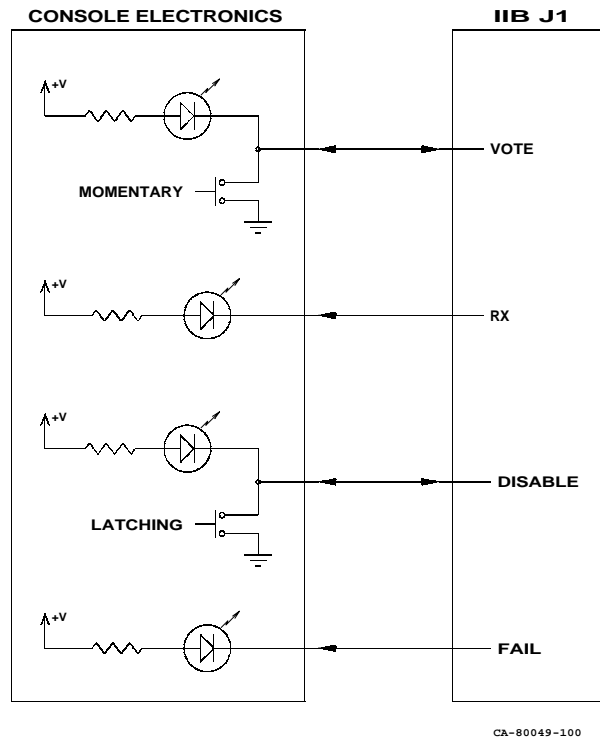 CONSOLE ELECTRONICS
IIB J1
+V
VOTE
MOMENTARY
+V
RX
+V
DISABLE
LATCHING
+V
FAIL
CA-80049-100